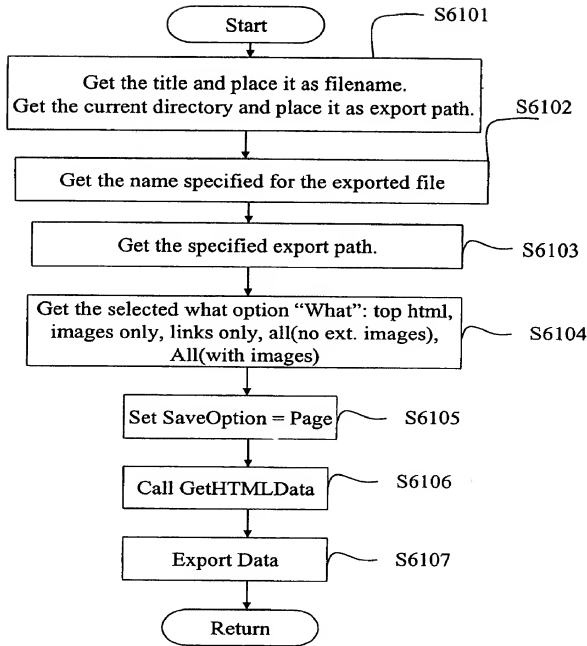 Start
S6101
Get the title and place it as filename.
Get the current directory and place it as export path.
S6102
Get the name specified for the exported file
Get the specified export path.
S6103
Get the selected what option “What”: top html,
images only, links only, all(no ext. images),
All(with images)
S6104
Set SaveOption = Page
S6105
Call GetHTMLData
S6106
Export Data
S6107
Return